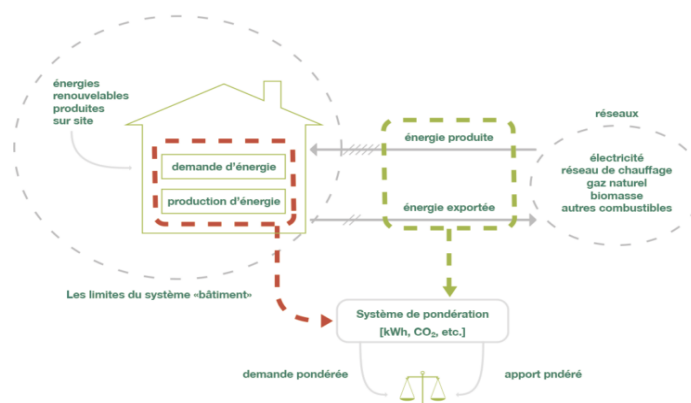 énergies
renouvelables
produites
sur site
demande d'énergie
production d'énergie
Les limites du système «bâtiment»
énergie produite
énergie exportée
réseaux
électricité
réseau de chauffage
gaz naturel
biomasse
autres combustibles
Système de pondération
[kWh, CO₂, etc.]
demande pondérée
apport pndéré